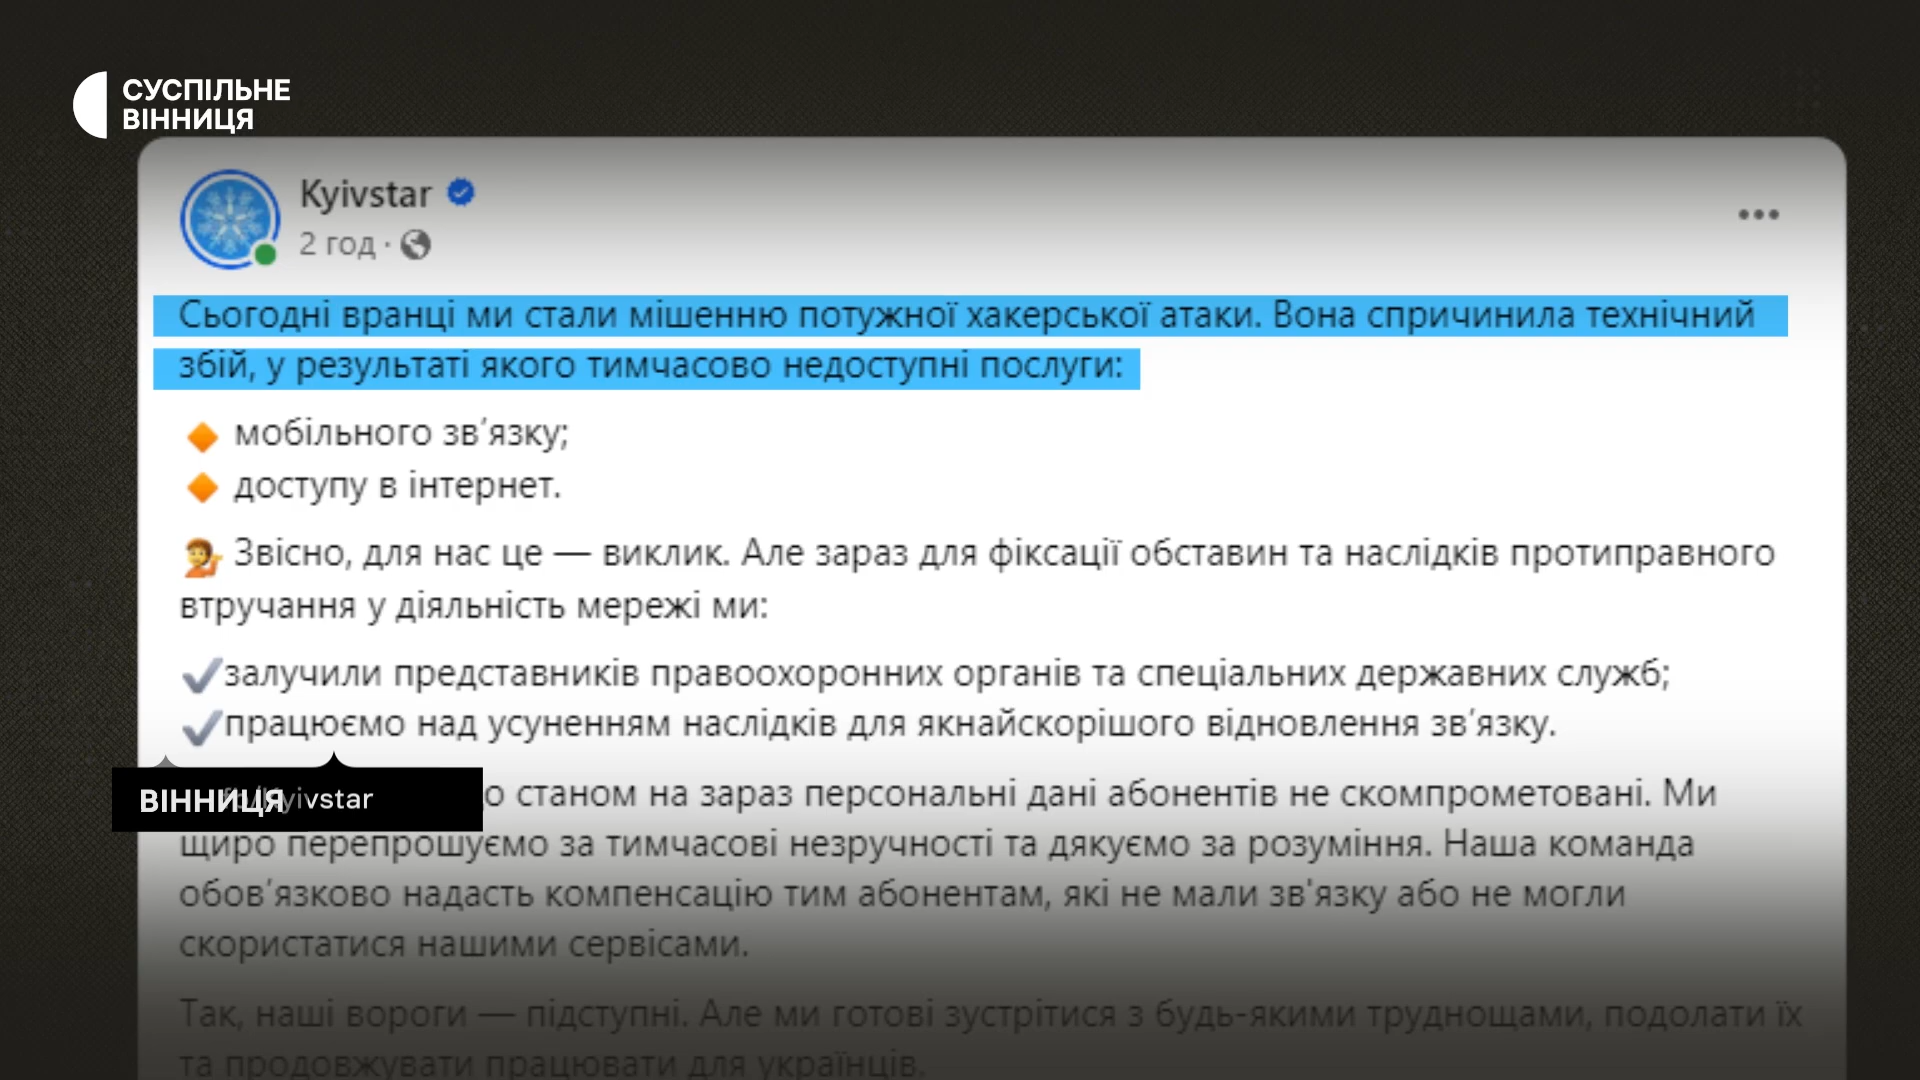 СУСПІЛЬНЕ
ВІННИЦЯ
Kyivstar
2 год ·
Сьогодні вранці ми стали мішенню потужної хакерської атаки. Вона спричинила технічний
збій, у результаті якого тимчасово недоступні послуги:
🔸 мобільного зв’язку;
🔸 доступу в інтернет.
Звісно, для нас це — виклик. Але зараз для фіксації обставин та наслідків протиправного
втручання у діяльність мережі ми:
✔залучили представників правоохоронних органів та спеціальних державних служб;
✔працюємо над усуненням наслідків для якнайскорішого відновлення зв’язку.
ВІННИЦЯ
yivstar
о станом на зараз персональні дані абонентів не скомпрометовані. Ми
щиро перепрошуємо за тимчасові незручності та дякуємо за розуміння. Наша команда
обов’язково надасть компенсацію тим абонентам, які не мали зв'язку або не могли
скористатися нашими сервісами.
Так, наші вороги — підступні. Але ми готові зустрітися з будь-якими труднощами, подолати їх
та продовжувати працювати для українців.